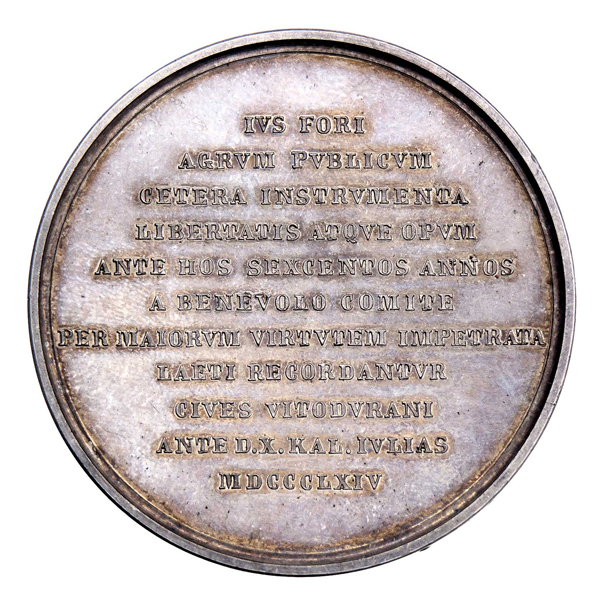 IVS FORI
AGRVM PVBLICVM
CETERA INSTRVMENTA
LIBERTATIS ATQVE OPVM
ANTE HOS SEXCENTOS ANNOS
A BENEVOLO COMITE
PER MAIORVM VIRTVTEM IMPETRATA
LAETI RECORDANTVR
CIVES VITODVRANI
ANTE D.X.KAL.IVLIAS
MDCCCLXIV